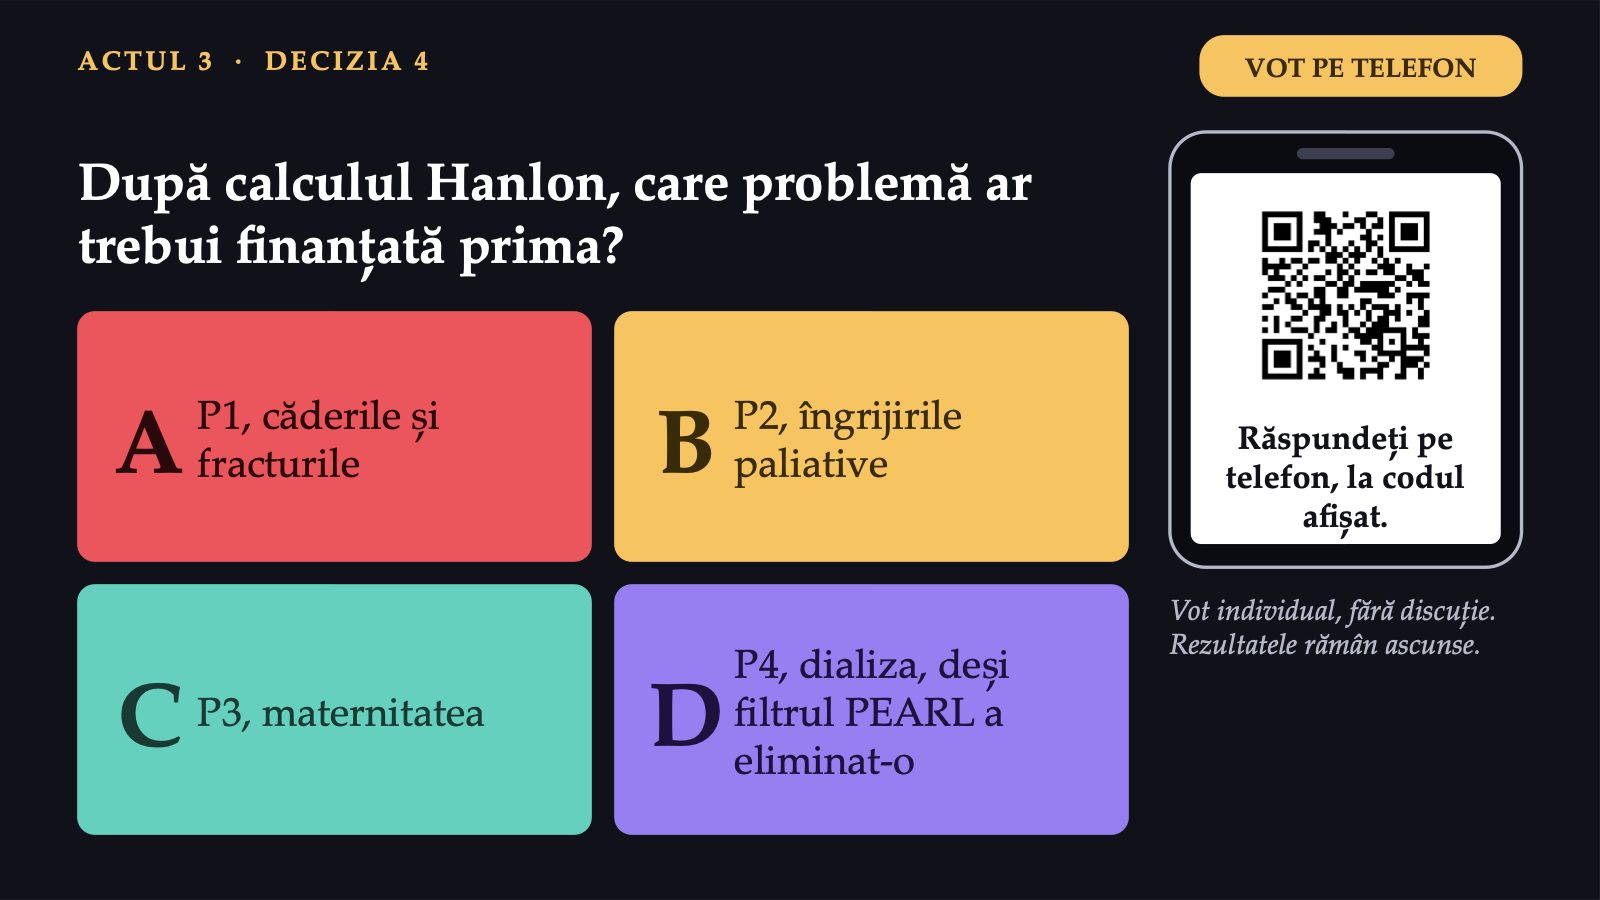 ACTUL 3 · DECIZIA 4
VOT PE TELEFON
După calculul Hanlon, care problemă ar
trebui finanțată prima?
A
P1, căderile și
fracturile
B
P2, îngrijirile
paliative
C
P3, maternitatea
D
P4, dializa, deși
filtrul PEARL a
eliminat-o
Răspundeți pe
telefon, la codul
afișat.
Vot individual, fără discuție.
Rezultatele rămân ascunse.